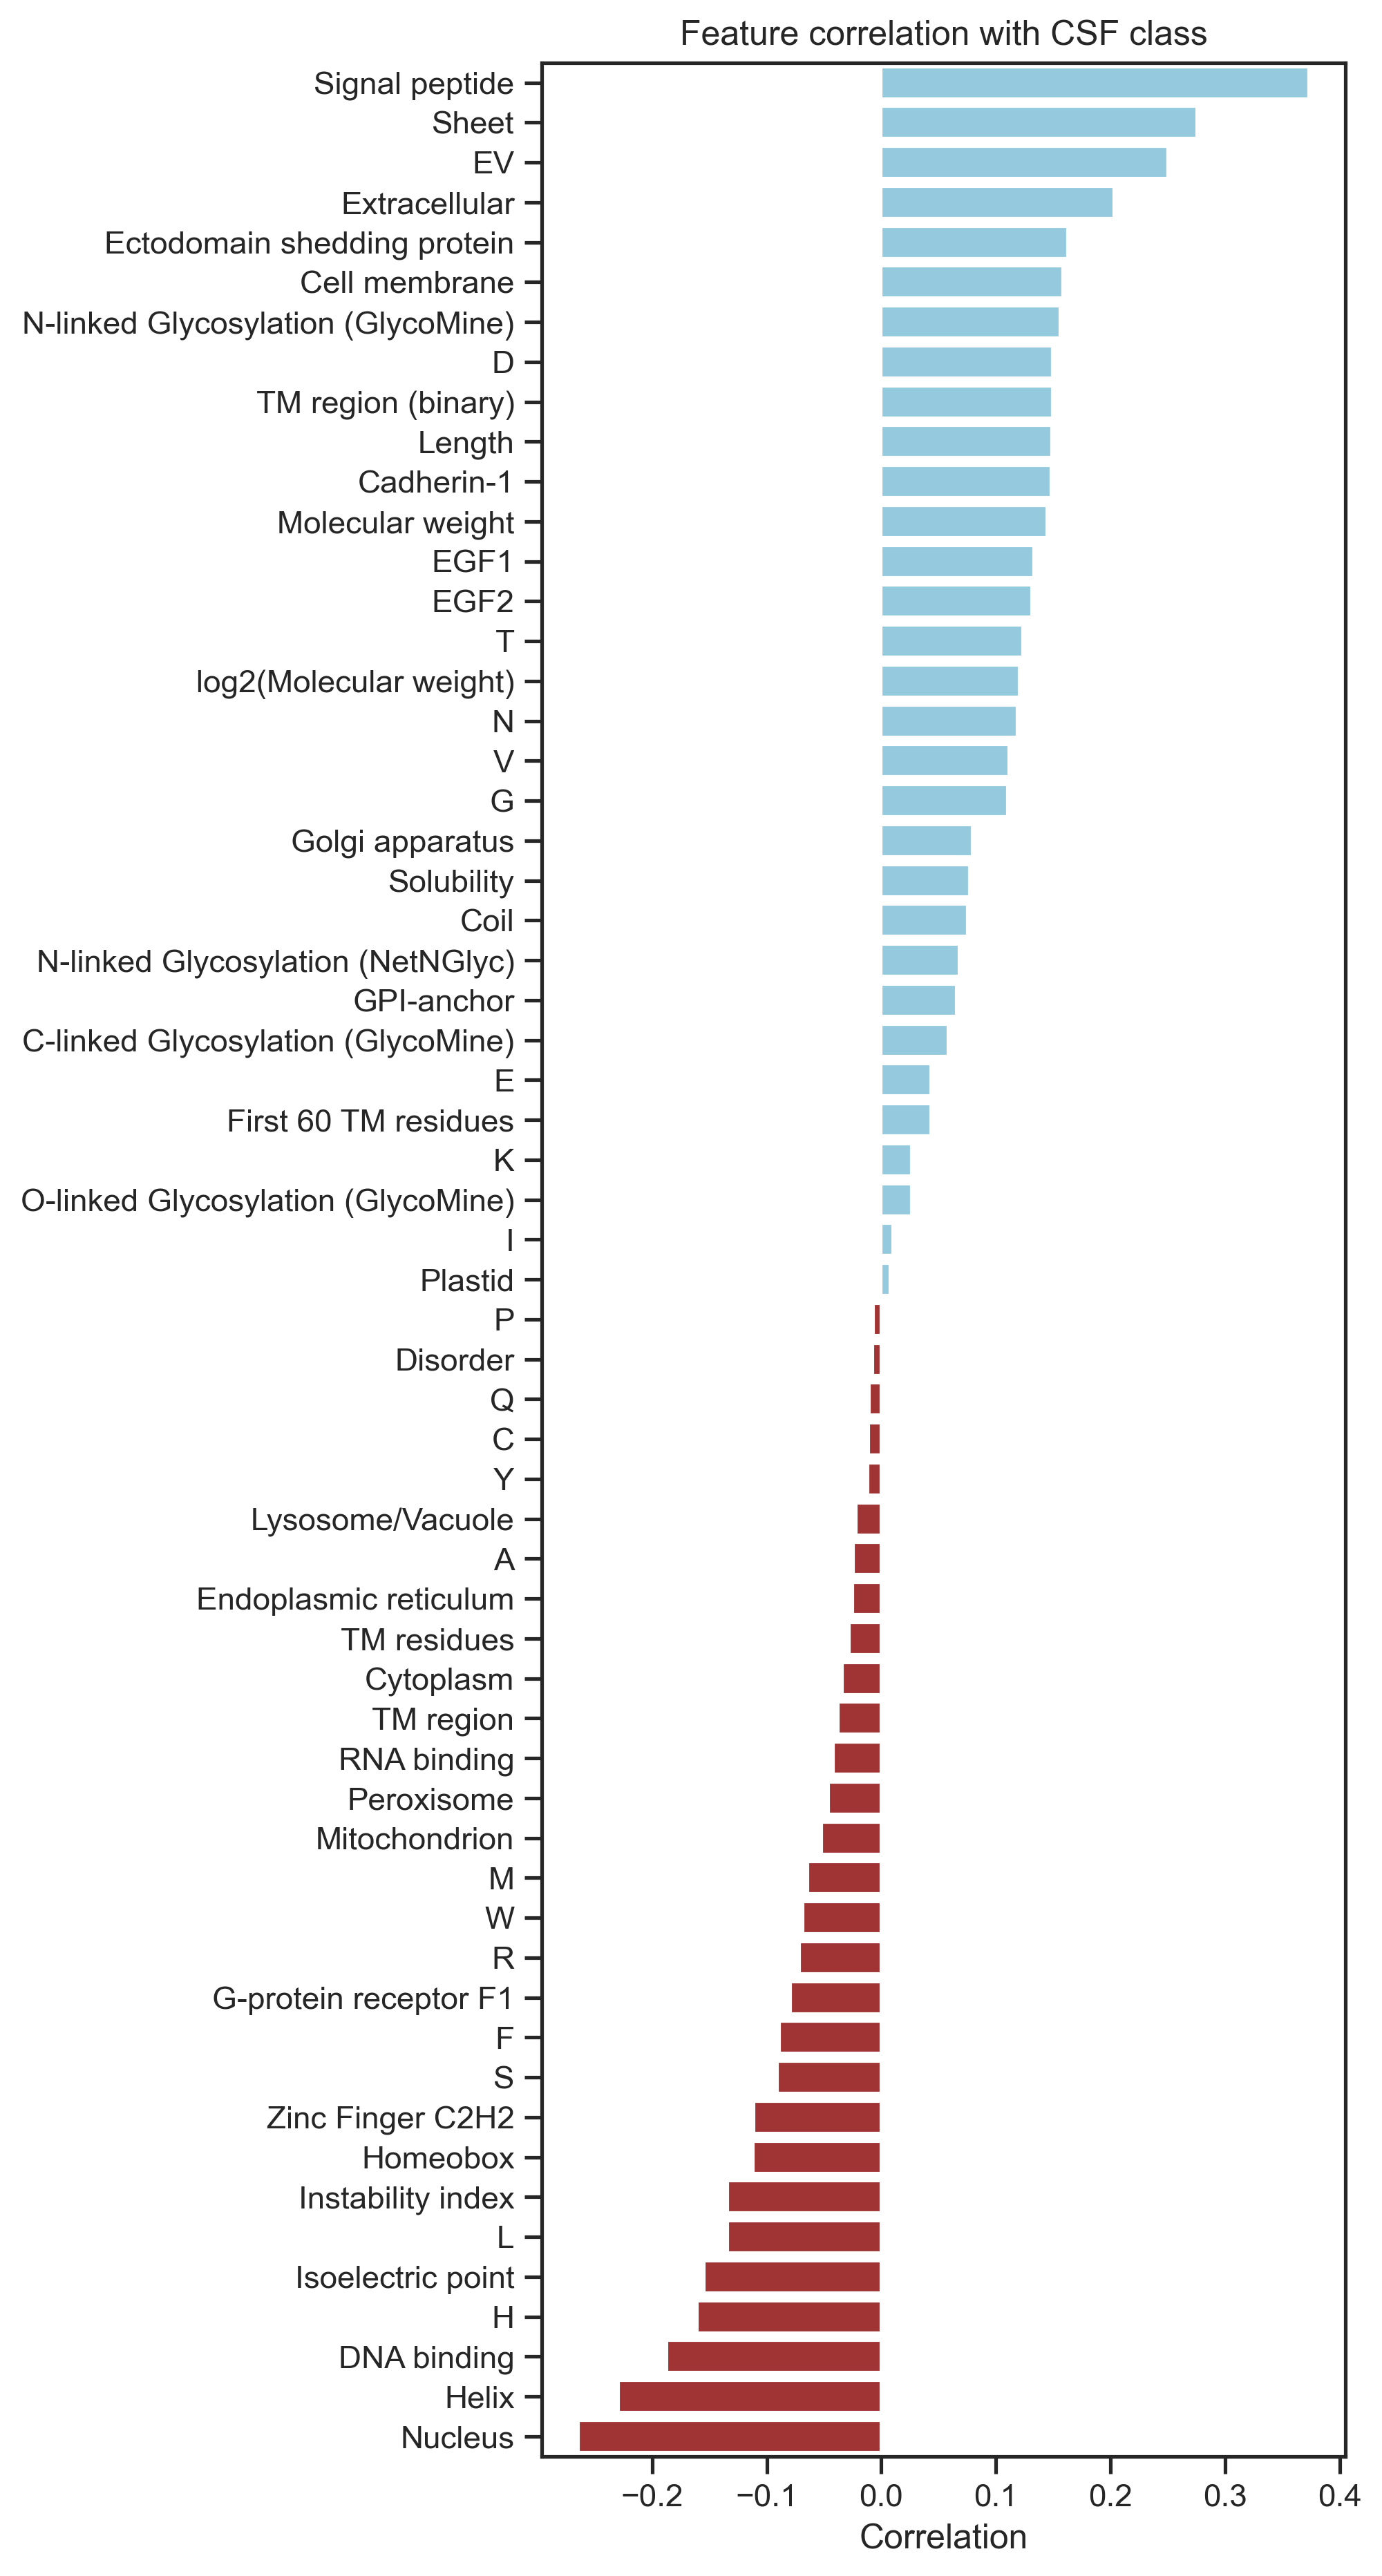 Feature correlation with CSF class
Signal peptide
Sheet
EV
Extracellular
Ectodomain shedding protein
Cell membrane
N-linked Glycosylation (GlycoMine)
D
TM region (binary)
Length
Cadherin-1
Molecular weight
EGF1
EGF2
T
log2(Molecular weight)
N
V
G
Golgi apparatus
Solubility
Coil
N-linked Glycosylation (NetNGlyc)
GPI-anchor
C-linked Glycosylation (GlycoMine)
E
First 60 TM residues
K
O-linked Glycosylation (GlycoMine)
I
Plastid
P
Disorder
Q
C
Y
Lysosome/Vacuole
A
Endoplasmic reticulum
TM residues
Cytoplasm
TM region
RNA binding
Peroxisome
Mitochondrion
M
W
R
G-protein receptor F1
F
S
Zinc Finger C2H2
Homeobox
Instability index
L
Isoelectric point
H
DNA binding
Helix
Nucleus
−0.2 −0.1 0.0 0.1 0.2 0.3 0.4
Correlation